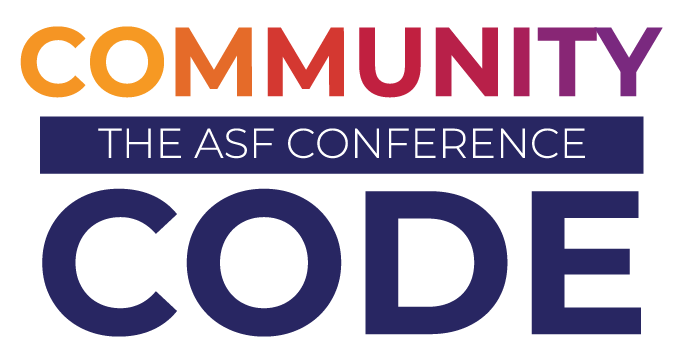 COMMUNITY
THE ASF CONFERENCE
CODE